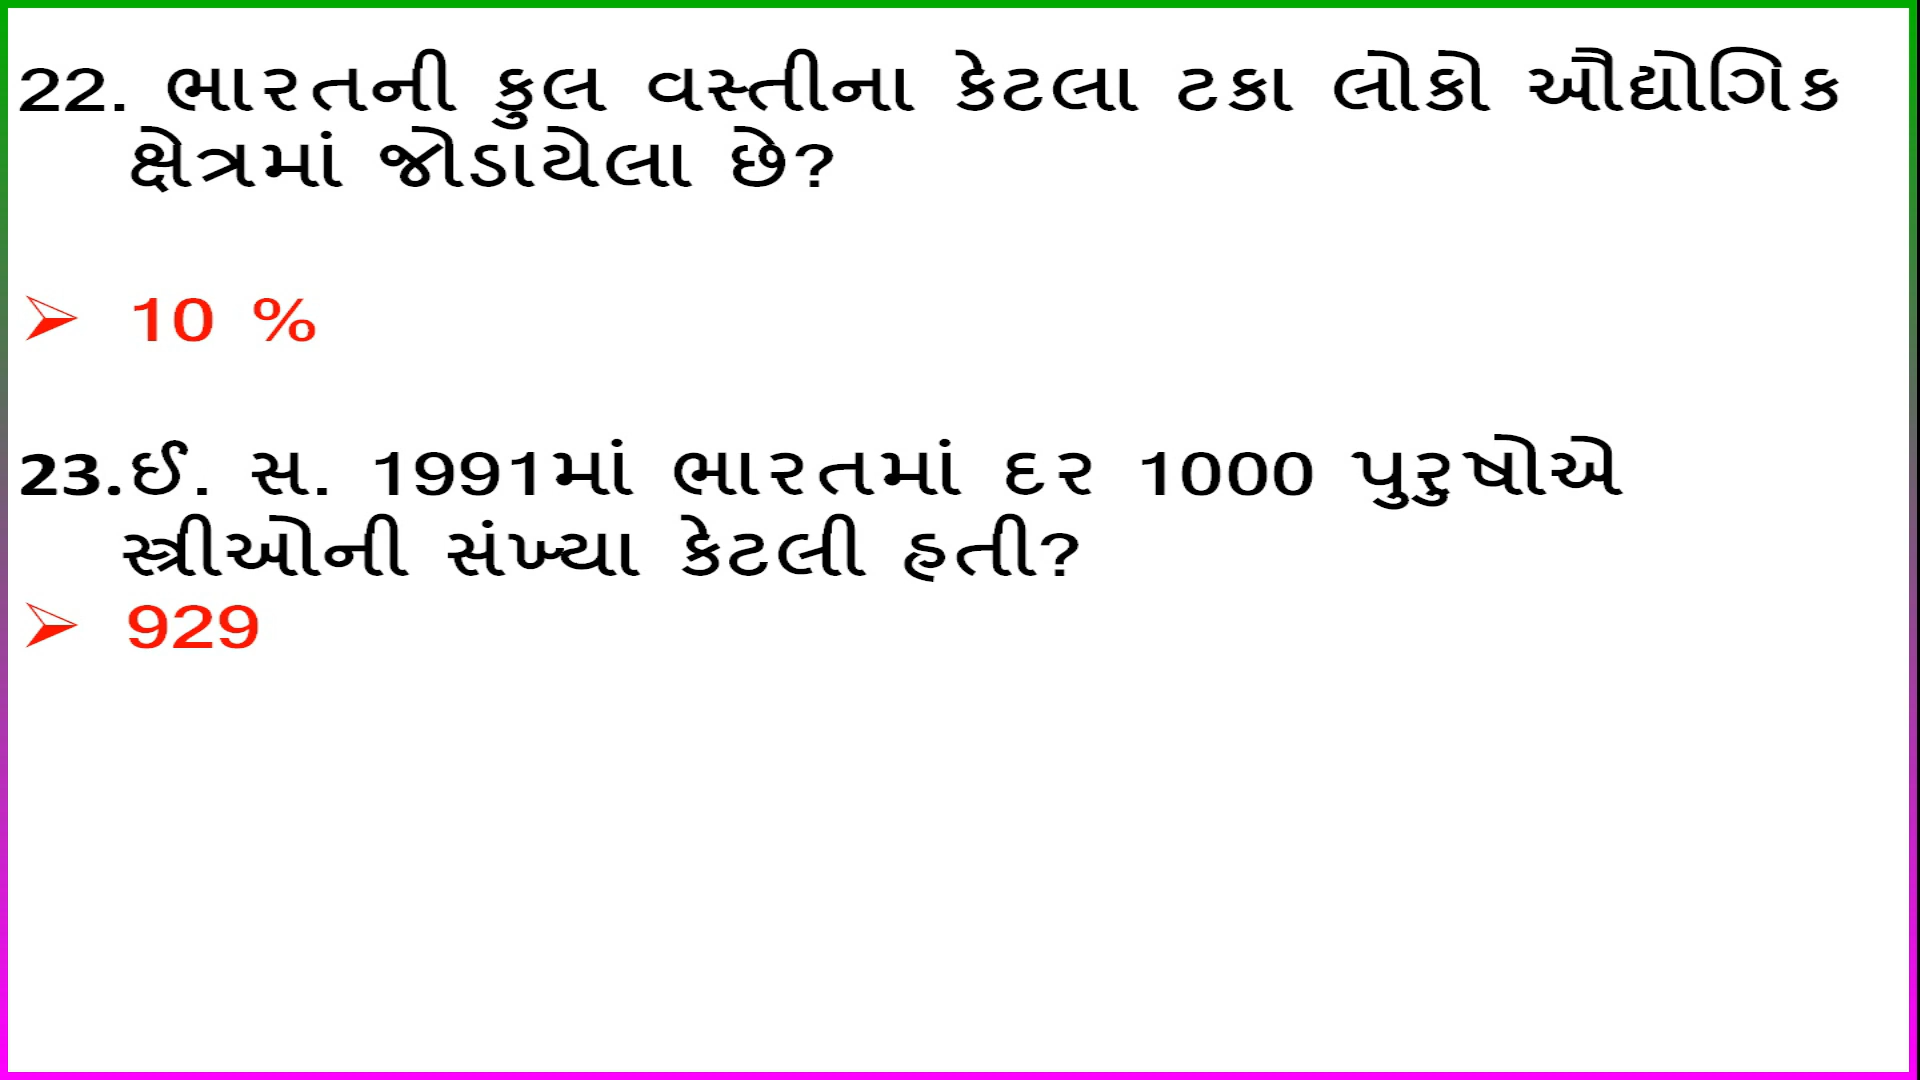 22. ભારતની કુલ વસ્તીના કેટલા ટકા લોકો ઔદ્યોગિક
ક્ષેત્રમાં જોડાયેલા છે?
➢ 10 %
23.ઈ. સ. 1991માં ભારતમાં દર 1000 પુરુષોએ
સ્ત્રીઓની સંખ્યા કેટલી હતી?
➢ 929